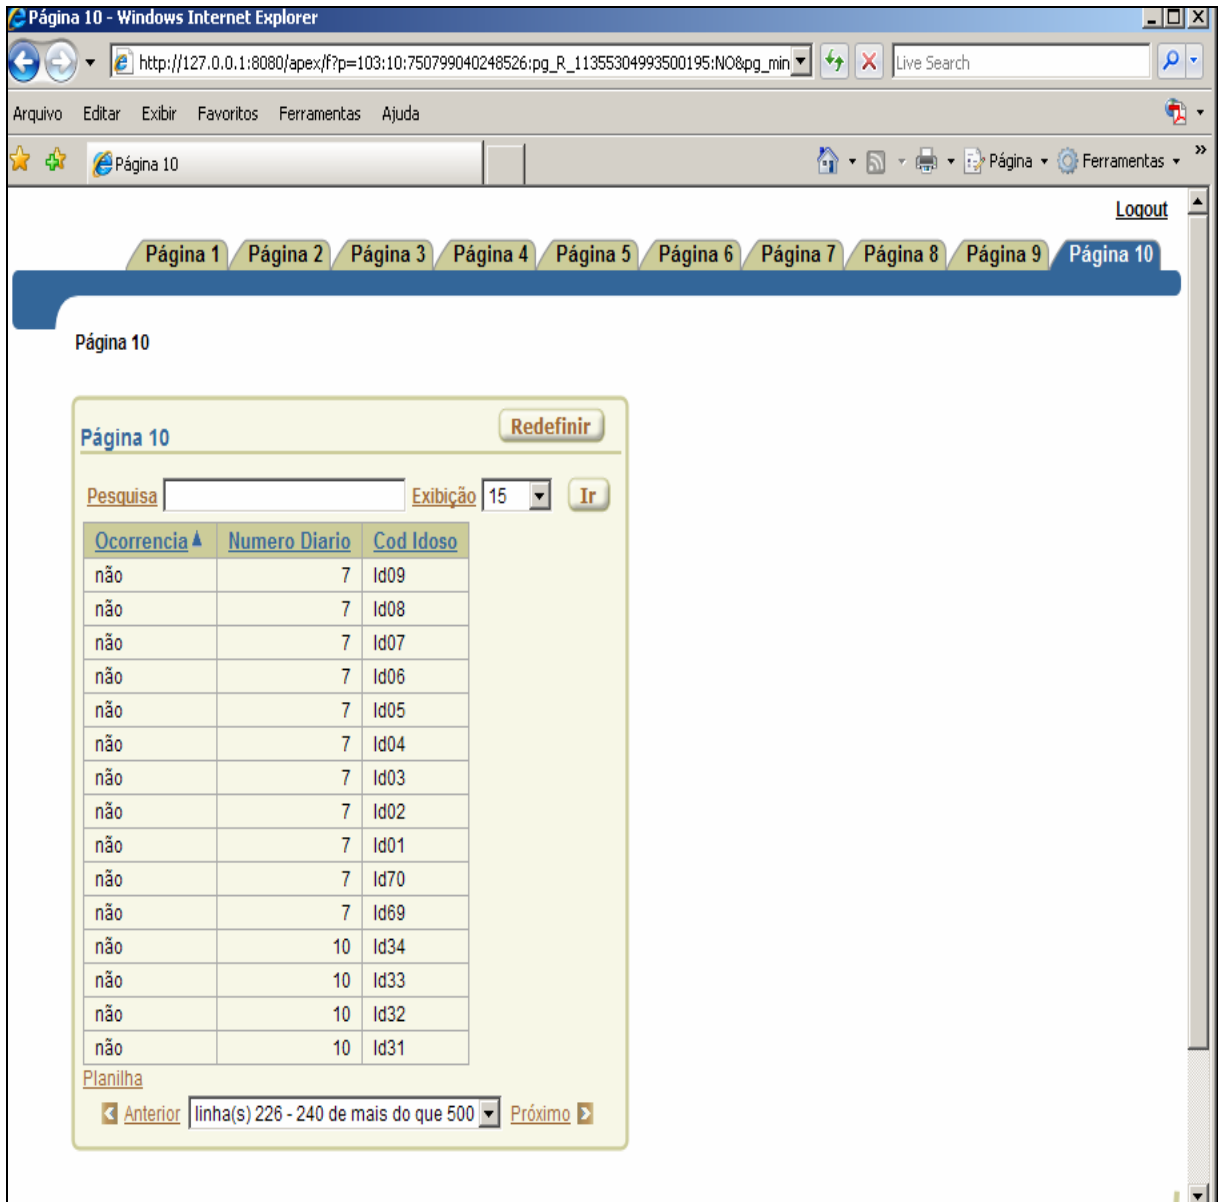 Página 10 - Windows Internet Explorer
http://127.0.0.1:8080/apex/f?p=103:10:750799040248526:pg_R_11355304993500195:NO&pg_min
Live Search
Arquivo Editar Exibir Favoritos Ferramentas Ajuda
Página 10
Página Ferramentas »
Logout
Página 1 Página 2 Página 3 Página 4 Página 5 Página 6 Página 7 Página 8 Página 9 Página 10
Página 10
Página 10 Redefinir
Pesquisa Exibição 15 Ir
Ocorrencia Numero Diario Cod Idoso
não 7 Id09
não 7 Id08
não 7 Id07
não 7 Id06
não 7 Id05
não 7 Id04
não 7 Id03
não 7 Id02
não 7 Id01
não 7 Id70
não 7 Id69
não 10 Id34
não 10 Id33
não 10 Id32
não 10 Id31
Planilha
Anterior linha(s) 226 - 240 de mais do que 500 Próximo